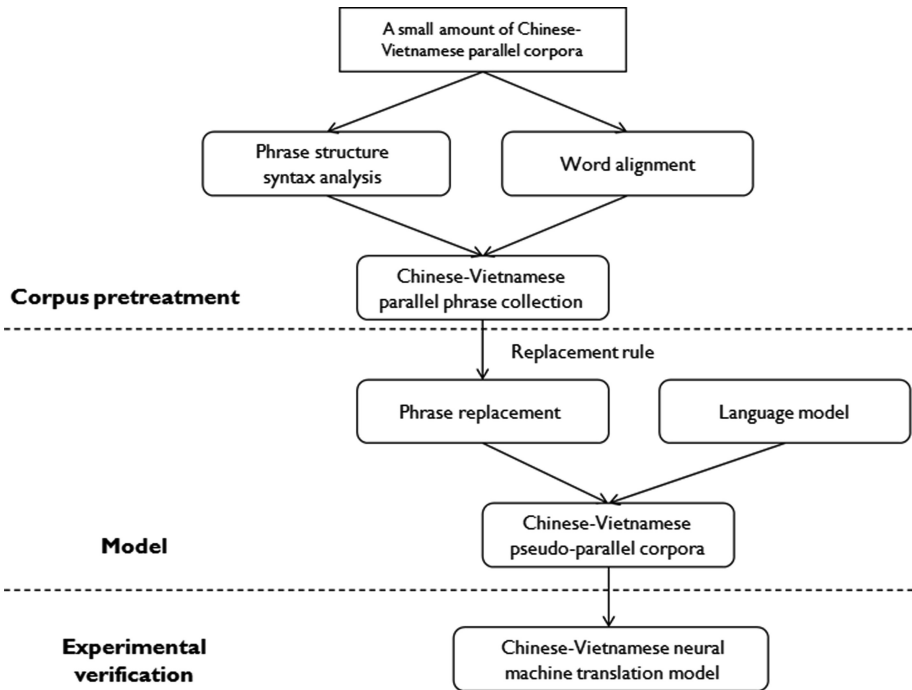 A small amount of Chinese-
Vietnamese parallel corpora
Phrase structure
syntax analysis
Word alignment
Chinese-Vietnamese
parallel phrase collection
Corpus pretreatment
Replacement rule
Phrase replacement
Language model
Chinese-Vietnamese
pseudo-parallel corpora
Model
Experimental
verification
Chinese-Vietnamese neural
machine translation model